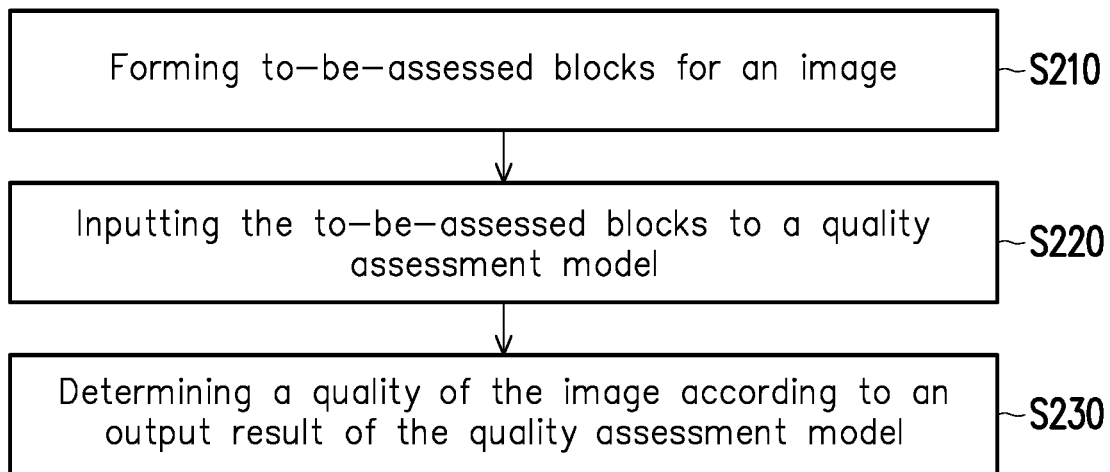 Forming to-be-assessed blocks for an image
S210
Inputting the to-be-assessed blocks to a quality
assessment model
S220
Determining a quality of the image according to an
output result of the quality assessment model
S230